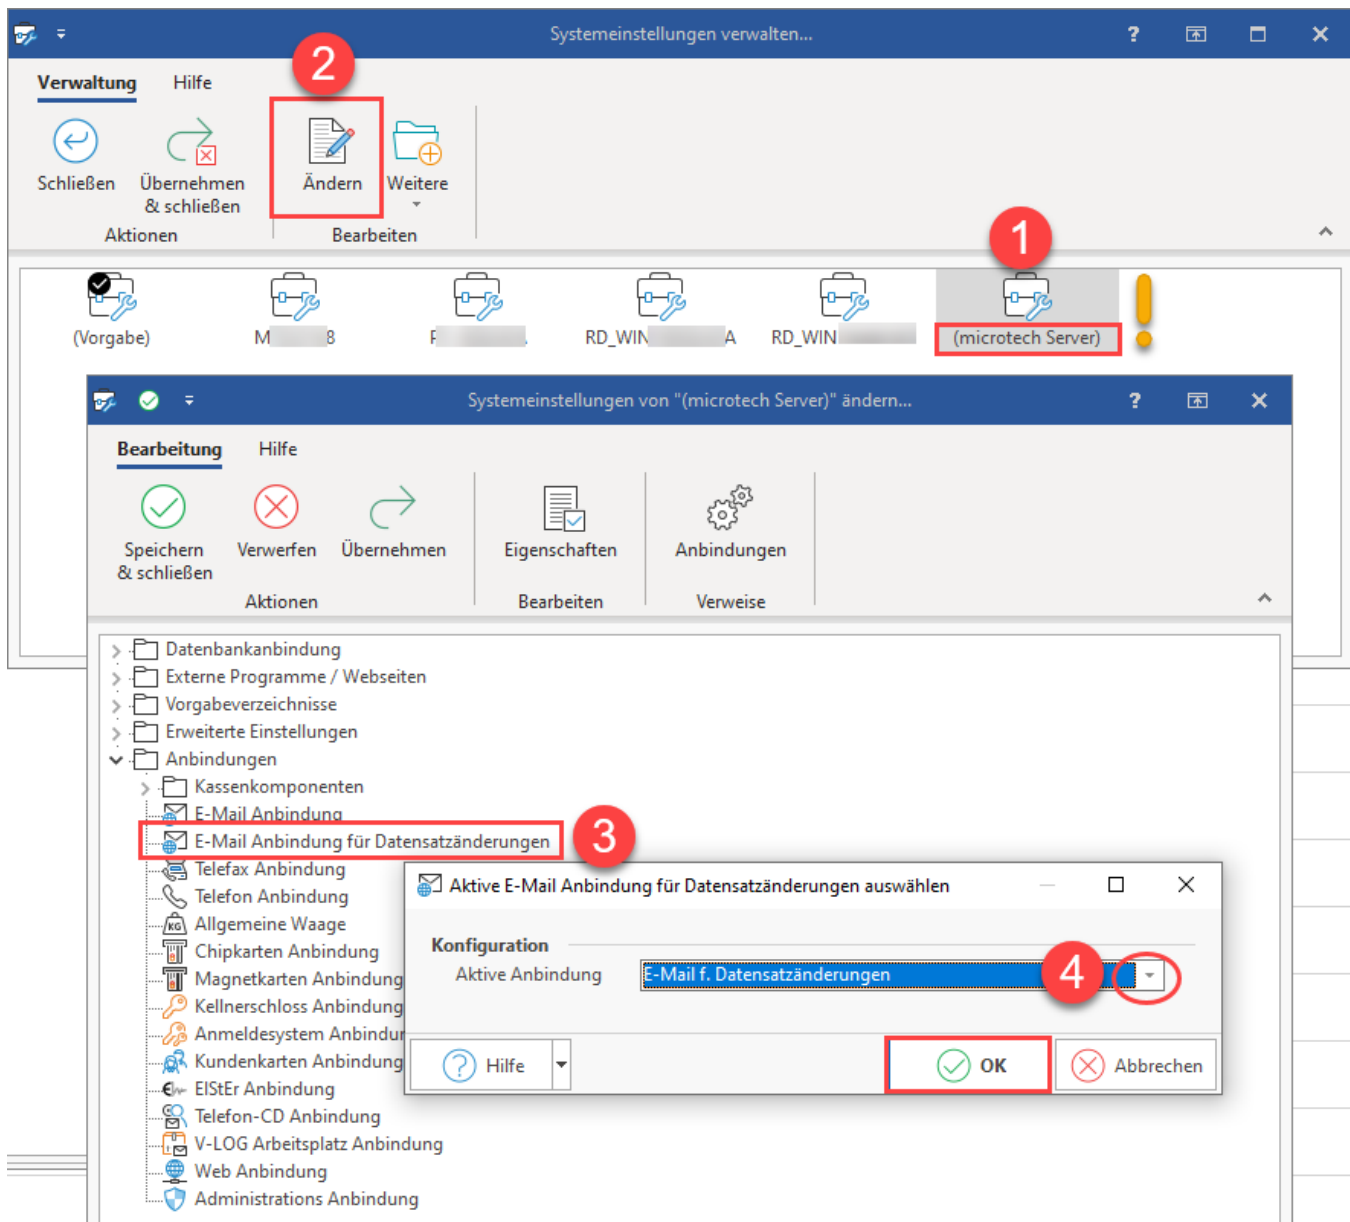 Systemeinstellungen verwalten...
?
Verwaltung Hilfe
2
Schließen
Übernehmen
& schließen
Ändern
Weitere
Aktionen
Bearbeiten
1
(Vorgabe)
M 8
RD_WIN A
RD_WIN
(microtech Server)
Systemeinstellungen von "(microtech Server)" ändern...
?
Bearbeitung Hilfe
Speichern
& schließen
Verwerfen
Übernehmen
Eigenschaften
Anbindungen
Aktionen
Bearbeiten
Verweise
Datenbankanbindung
Externe Programme / Webseiten
Vorgabeverzeichnisse
Erweiterte Einstellungen
Anbindungen
Kassenkomponenten
E-Mail Anbindung
E-Mail Anbindung für Datensatzänderungen
3
Telefax Anbindung
Telefon Anbindung
KG Allgemeine Waage
Chipkarten Anbindung
Magnetkarten Anbindung
Kellnerschloss Anbindung
Anmeldesystem Anbindun
Kundenkarten Anbindung
ElStEr Anbindung
Telefon-CD Anbindung
V-LOG Arbeitsplatz Anbindung
Web Anbindung
Administrations Anbindung
Aktive E-Mail Anbindung für Datensatzänderungen auswählen
Konfiguration
Aktive Anbindung
E-Mail f. Datensatzänderungen
4
? Hilfe
OK
Abbrechen